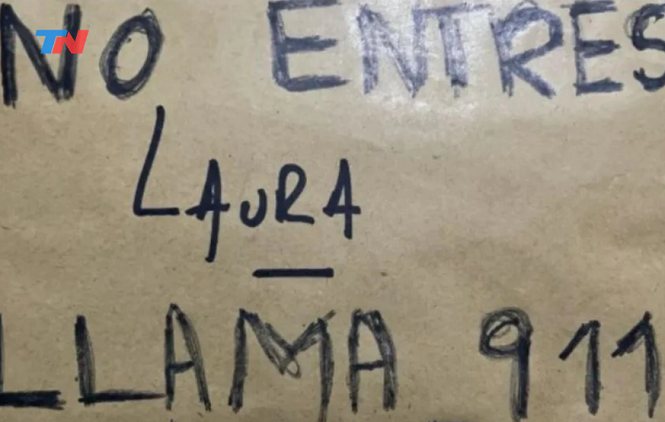 TN
NO ENTRES
LAURA
LLAMA 911